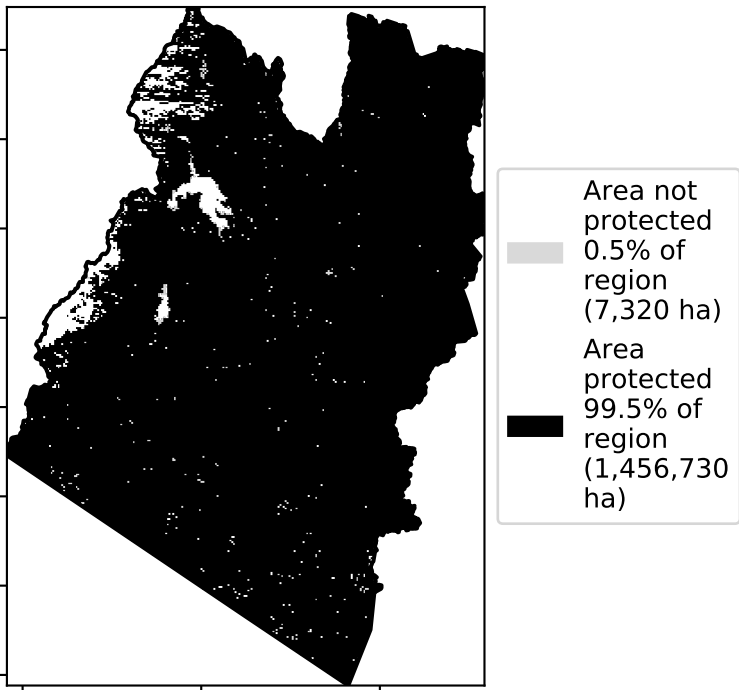 Area not
protected
0.5% of
region
(7,320 ha)
Area
protected
99.5% of
region
(1,456,730
ha)